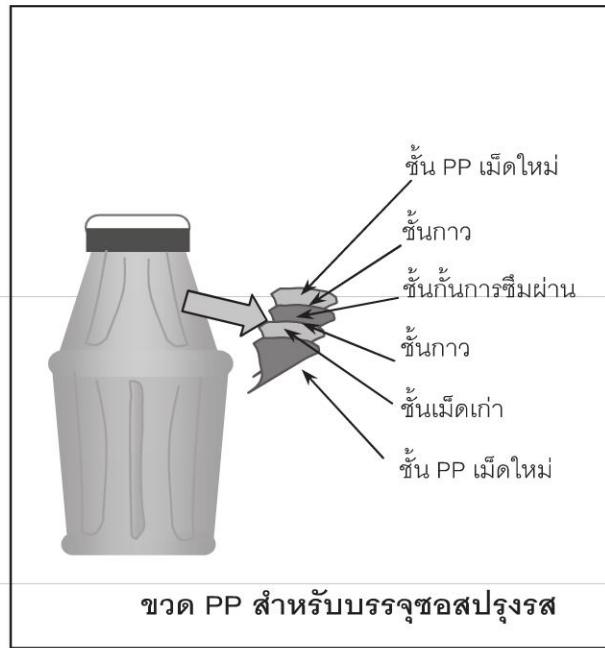 ชั้น PP เม็ดใหม่
ชั้นกาว
ชั้นกั้นการซึมผ่าน
ชั้นกาว
ชั้นเม็ดเก่า
ชั้น PP เม็ดใหม่
ขวด PP สำหรับบรรจุซอสปรุงรส